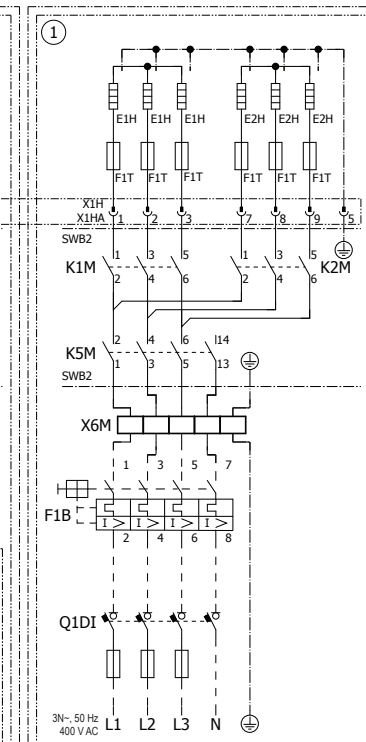 1
E1H E1H E1H E2H E2H E2H
F1T F1T F1T F1T F1T F1T
X1H
X1HA 1 2 3 7 8 9 5
SWB2
1 3 5 1 3 5
K1M K2M
2 4 6 2 4 6
2 4 6 14
K5M
1 3 5 13
SWB2
X6M
1 3 5 7
F1B
I > I > I > I >
2 4 6 8
Q1DI
3N~, 50 Hz
400 V AC
L1 L2 L3 N